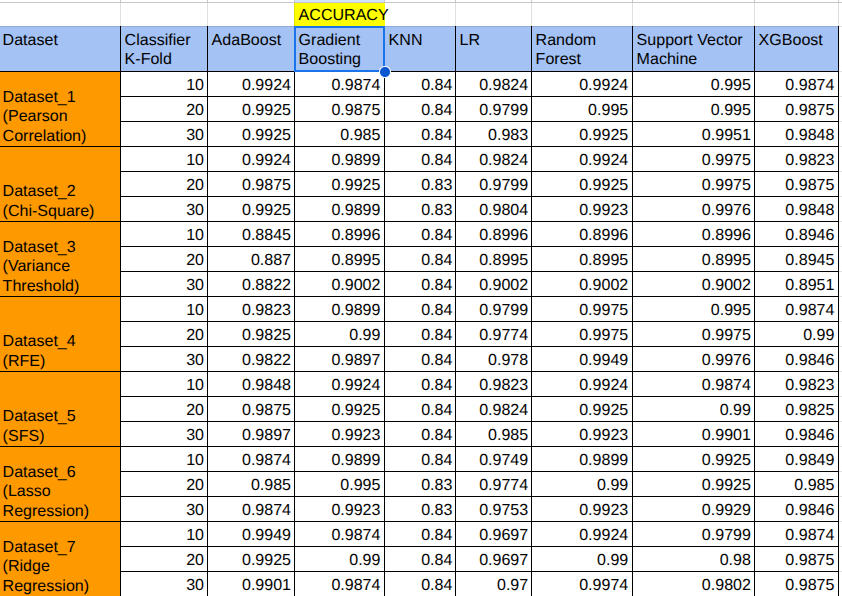 ACCURACY
Dataset Classifier K-Fold AdaBoost Gradient Boosting KNN LR Random Forest Support Vector Machine XGBoost
Dataset_1 (Pearson Correlation)
10 0.9924 0.9874 0.84 0.9824 0.9924 0.995 0.9874
20 0.9925 0.9875 0.84 0.9799 0.995 0.995 0.9875
30 0.9925 0.985 0.84 0.983 0.9925 0.9951 0.9848
Dataset_2 (Chi-Square)
10 0.9924 0.9899 0.84 0.9824 0.9924 0.9975 0.9823
20 0.9875 0.9925 0.83 0.9799 0.9925 0.9975 0.9875
30 0.9925 0.9899 0.83 0.9804 0.9923 0.9976 0.9848
Dataset_3 (Variance Threshold)
10 0.8845 0.8996 0.84 0.8996 0.8996 0.8996 0.8946
20 0.887 0.8995 0.84 0.8995 0.8995 0.8995 0.8945
30 0.8822 0.9002 0.84 0.9002 0.9002 0.9002 0.8951
Dataset_4 (RFE)
10 0.9823 0.9899 0.84 0.9799 0.9975 0.995 0.9874
20 0.9825 0.99 0.84 0.9774 0.9975 0.9975 0.99
30 0.9822 0.9897 0.84 0.978 0.9949 0.9976 0.9846
Dataset_5 (SFS)
10 0.9848 0.9924 0.84 0.9823 0.9924 0.9874 0.9823
20 0.9875 0.9925 0.84 0.9824 0.9925 0.99 0.9825
30 0.9897 0.9923 0.84 0.985 0.9923 0.9901 0.9846
Dataset_6 (Lasso Regression)
10 0.9874 0.9899 0.84 0.9749 0.9899 0.9925 0.9849
20 0.985 0.995 0.83 0.9774 0.99 0.9925 0.985
30 0.9874 0.9923 0.83 0.9753 0.9923 0.9929 0.9846
Dataset_7 (Ridge Regression)
10 0.9949 0.9874 0.84 0.9697 0.9924 0.9799 0.9874
20 0.9925 0.99 0.84 0.9697 0.99 0.98 0.9875
30 0.9901 0.9874 0.84 0.97 0.9974 0.9802 0.9875